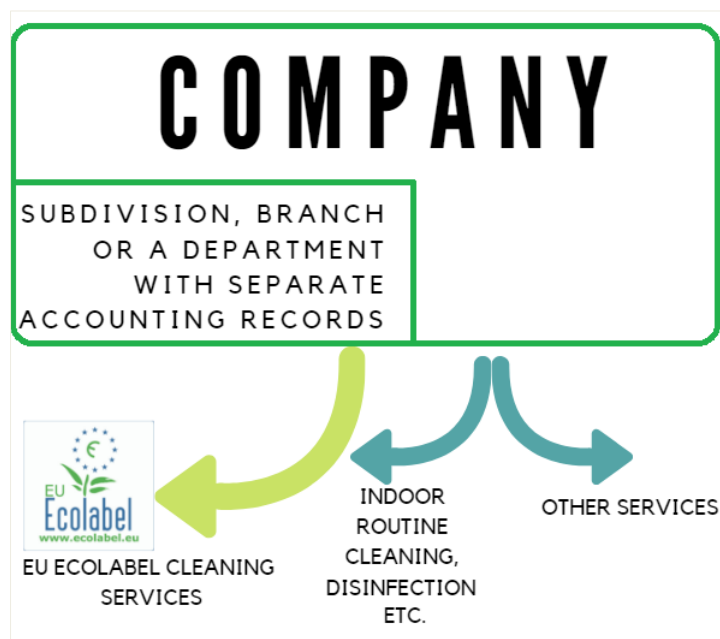 COMPANY
SUBDIVISION, BRANCH
OR A DEPARTMENT
WITH SEPARATE
ACCOUNTING RECORDS
EU
Ecolabel
www.ecolabel.eu
EU ECOLABEL CLEANING
SERVICES
INDOOR
ROUTINE
CLEANING,
DISINFECTION
ETC.
OTHER SERVICES